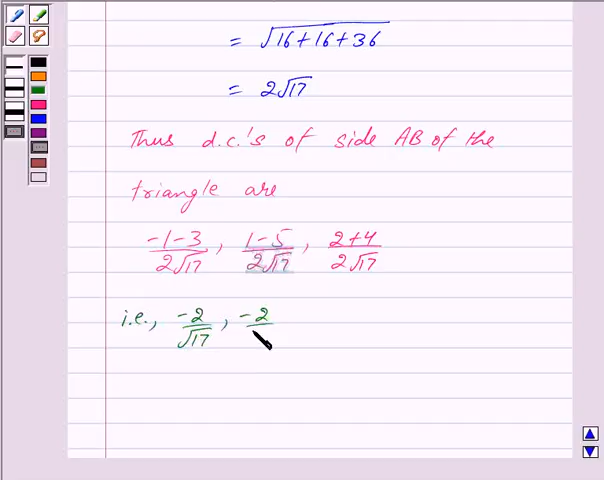 = √16+16+36
= 2√17
Thus d.c.'s of side AB of the
triangle are
-1-3/2√17, 1-5/2√17, 2+4/2√17
i.e., -2/√17, -2/